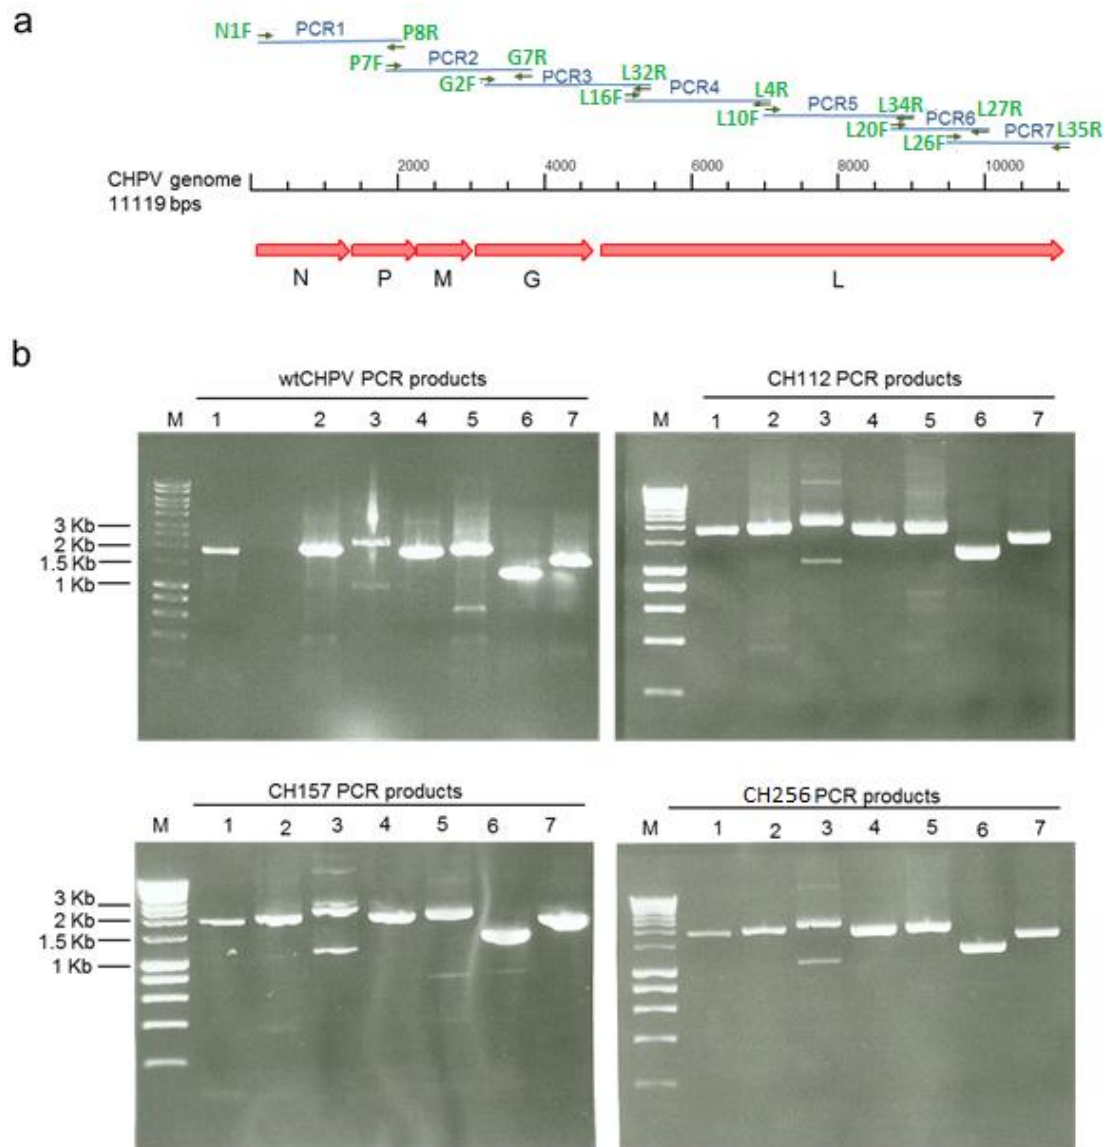 a
N1F PCR1 P8R
P7F PCR2 G7R
G2F PCR3 L32R
L16F PCR4 L4R
L10F PCR5 L34R
L20F PCR6 L27R
L26F PCR7 L35R
CHPV genome
11119 bps
2000 4000 6000 8000 10000
N P M G L
b
wtCHPV PCR products
M 1 2 3 4 5 6 7
3 Kb
2 Kb
1.5 Kb
1 Kb
CH112 PCR products
M 1 2 3 4 5 6 7
CH157 PCR products
M 1 2 3 4 5 6 7
3 Kb
2 Kb
1.5 Kb
1 Kb
CH256 PCR products
M 1 2 3 4 5 6 7